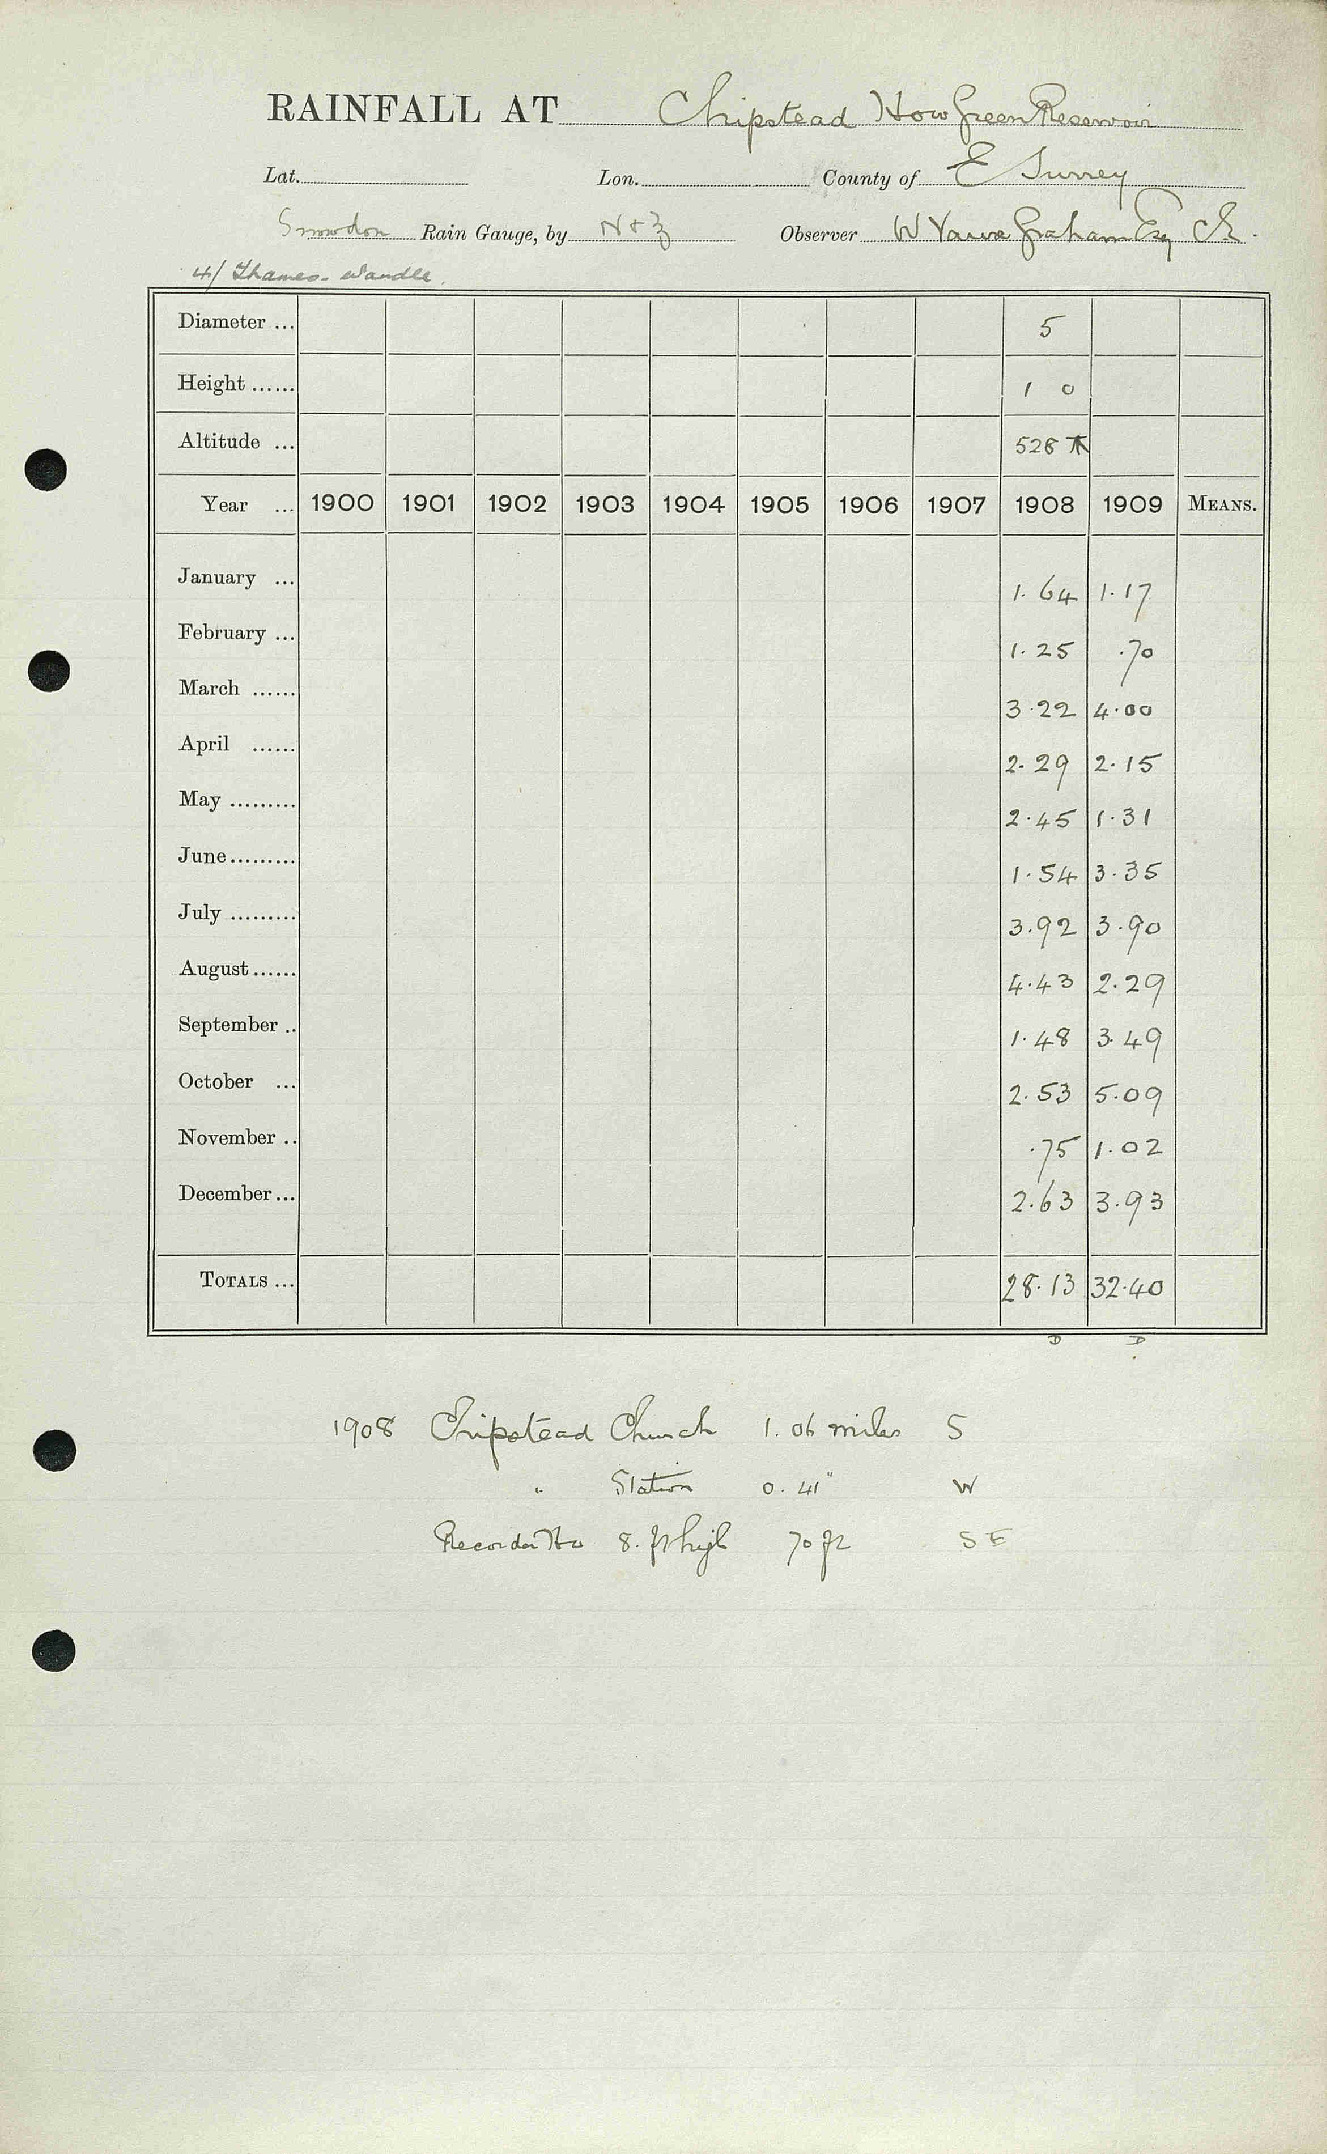 RAINFALL AT Chipstead How Green Reservoir
Lat. Lon. County of E Surrey
Snowdon Rain Gauge, by N & Z Observer W Graham Esq CE
4/ Thames - Wandle
Diameter ... 5
Height ...... 1 0
Altitude ... 528
Year ... 1900 1901 1902 1903 1904 1905 1906 1907 1908 1909 MEANS.
January ... 1.64 1.17
February ... 1.25 .70
March ...... 3.22 4.00
April ...... 2.29 2.15
May ......... 2.45 1.31
June ......... 1.54 3.35
July ......... 3.92 3.90
August ...... 4.43 2.29
September .. 1.48 3.49
October ... 2.53 5.09
November .. .75 1.02
December ... 2.63 3.93
TOTALS ... 28.13 32.40
D D
1908 Chipstead Church 1.06 miles S
" Station 0.41 " W
Recorder 8. ft high 70 ft SE